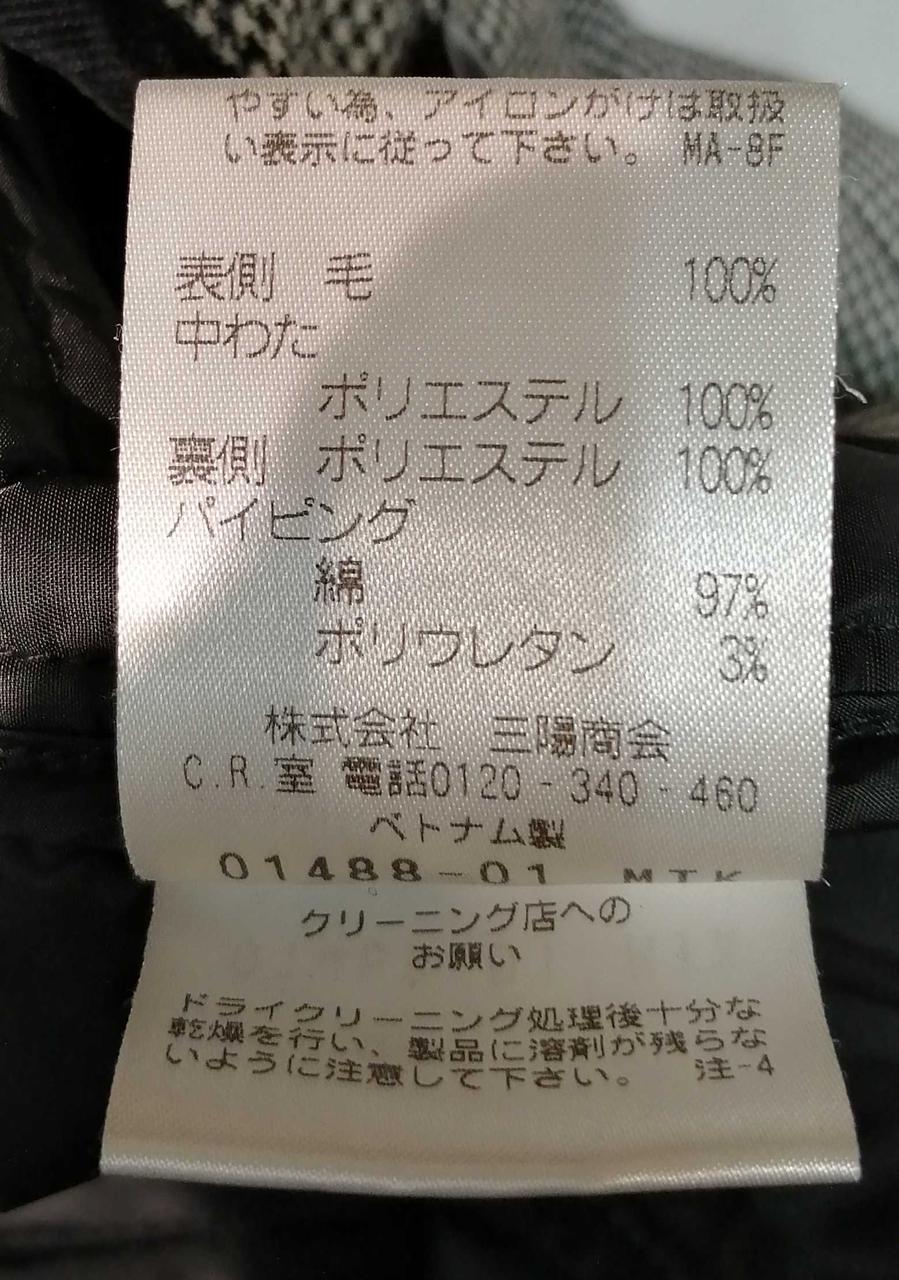 やすい為、アイロンがけは取扱
い表示に従って下さい。 MA-8F
表側 毛 100%
中わた
ポリエステル 100%
裏側 ポリエステル 100%
パイピング
綿 97%
ポリウレタン 3%
株式会社 三陽商会
C.R.室 電話0120-340-460
ベトナム製
01488-01 MTK
クリーニング店への
お願い
ドライクリーニング処理後十分な
乾燥を行い、製品に溶剤が残らな
いように注意して下さい。 注-4